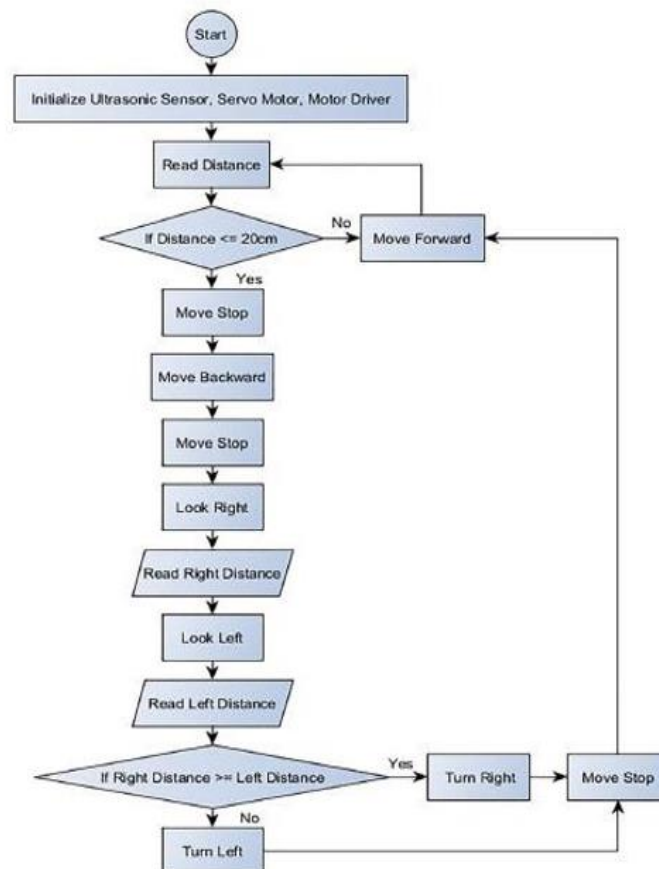 Start
Initialize Ultrasonic Sensor, Servo Motor, Motor Driver
Read Distance
If Distance <= 20cm
No
Move Forward
Yes
Move Stop
Move Backward
Move Stop
Look Right
Read Right Distance
Look Left
Read Left Distance
If Right Distance >= Left Distance
Yes
Turn Right
Move Stop
No
Turn Left